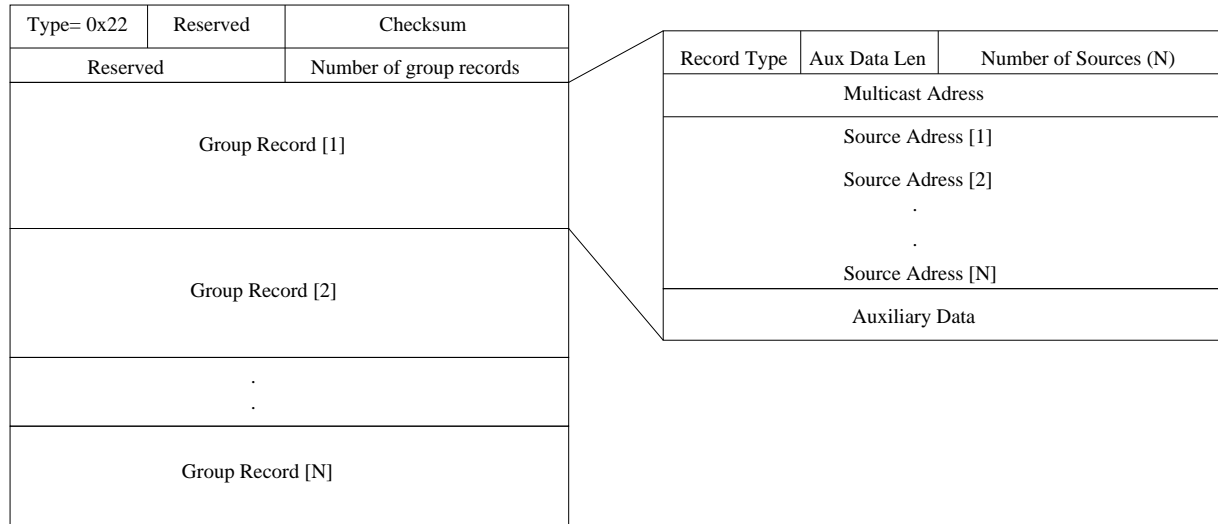 Type= 0x22 Reserved Checksum
Reserved Number of group records
Group Record [1]
Group Record [2]
.
.
Group Record [N]
Record Type Aux Data Len Number of Sources (N)
Multicast Adress
Source Adress [1]
Source Adress [2]
.
.
Source Adress [N]
Auxiliary Data